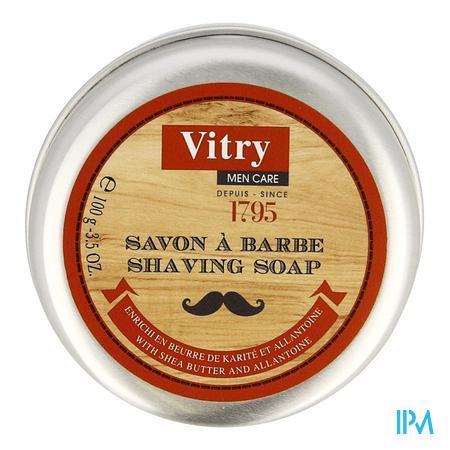 Vitry
MEN CARE
DEPUIS - SINCE
1795
SAVON À BARBE
SHAVING SOAP
ENRICHI EN BEURRE DE KARITÉ ET ALLANTOINE
WITH SHEA BUTTER AND ALLANTOINE
℮ 100 g - 3.5 OZ.
IPM